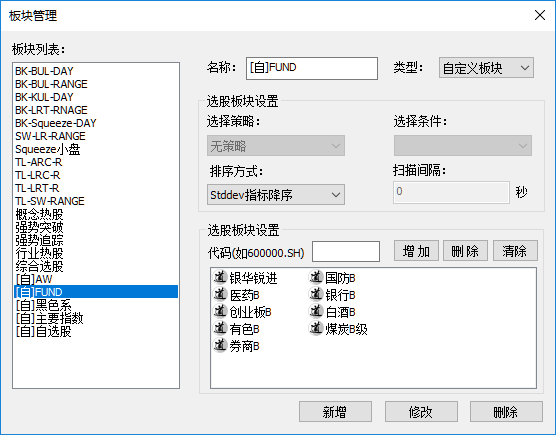 板块管理
板块列表：
BK-BUL-DAY
BK-BUL-RANGE
BK-KUL-DAY
BK-LRT-RNAGE
BK-Squeeze-DAY
SW-LR-RANGE
Squeeze小盘
TL-ARC-R
TL-LRC-R
TL-LRT-R
TL-SW-RANGE
概念热股
强势突破
强势追踪
行业热股
综合选股
[自]AW
[自]FUND
[自]黑色系
[自]主要指数
[自]自选股
名称： [自]FUND 类型： 自定义板块
选股板块设置
选择策略： 选择条件：
无策略
排序方式： 扫描间隔：
Stddev指标降序 0 秒
选股板块设置
代码(如600000.SH) 增加 删除 清除
银华锐进 国防B
医药B 银行B
创业板B 白酒B
有色B 煤炭B级
券商B
新增 修改 删除